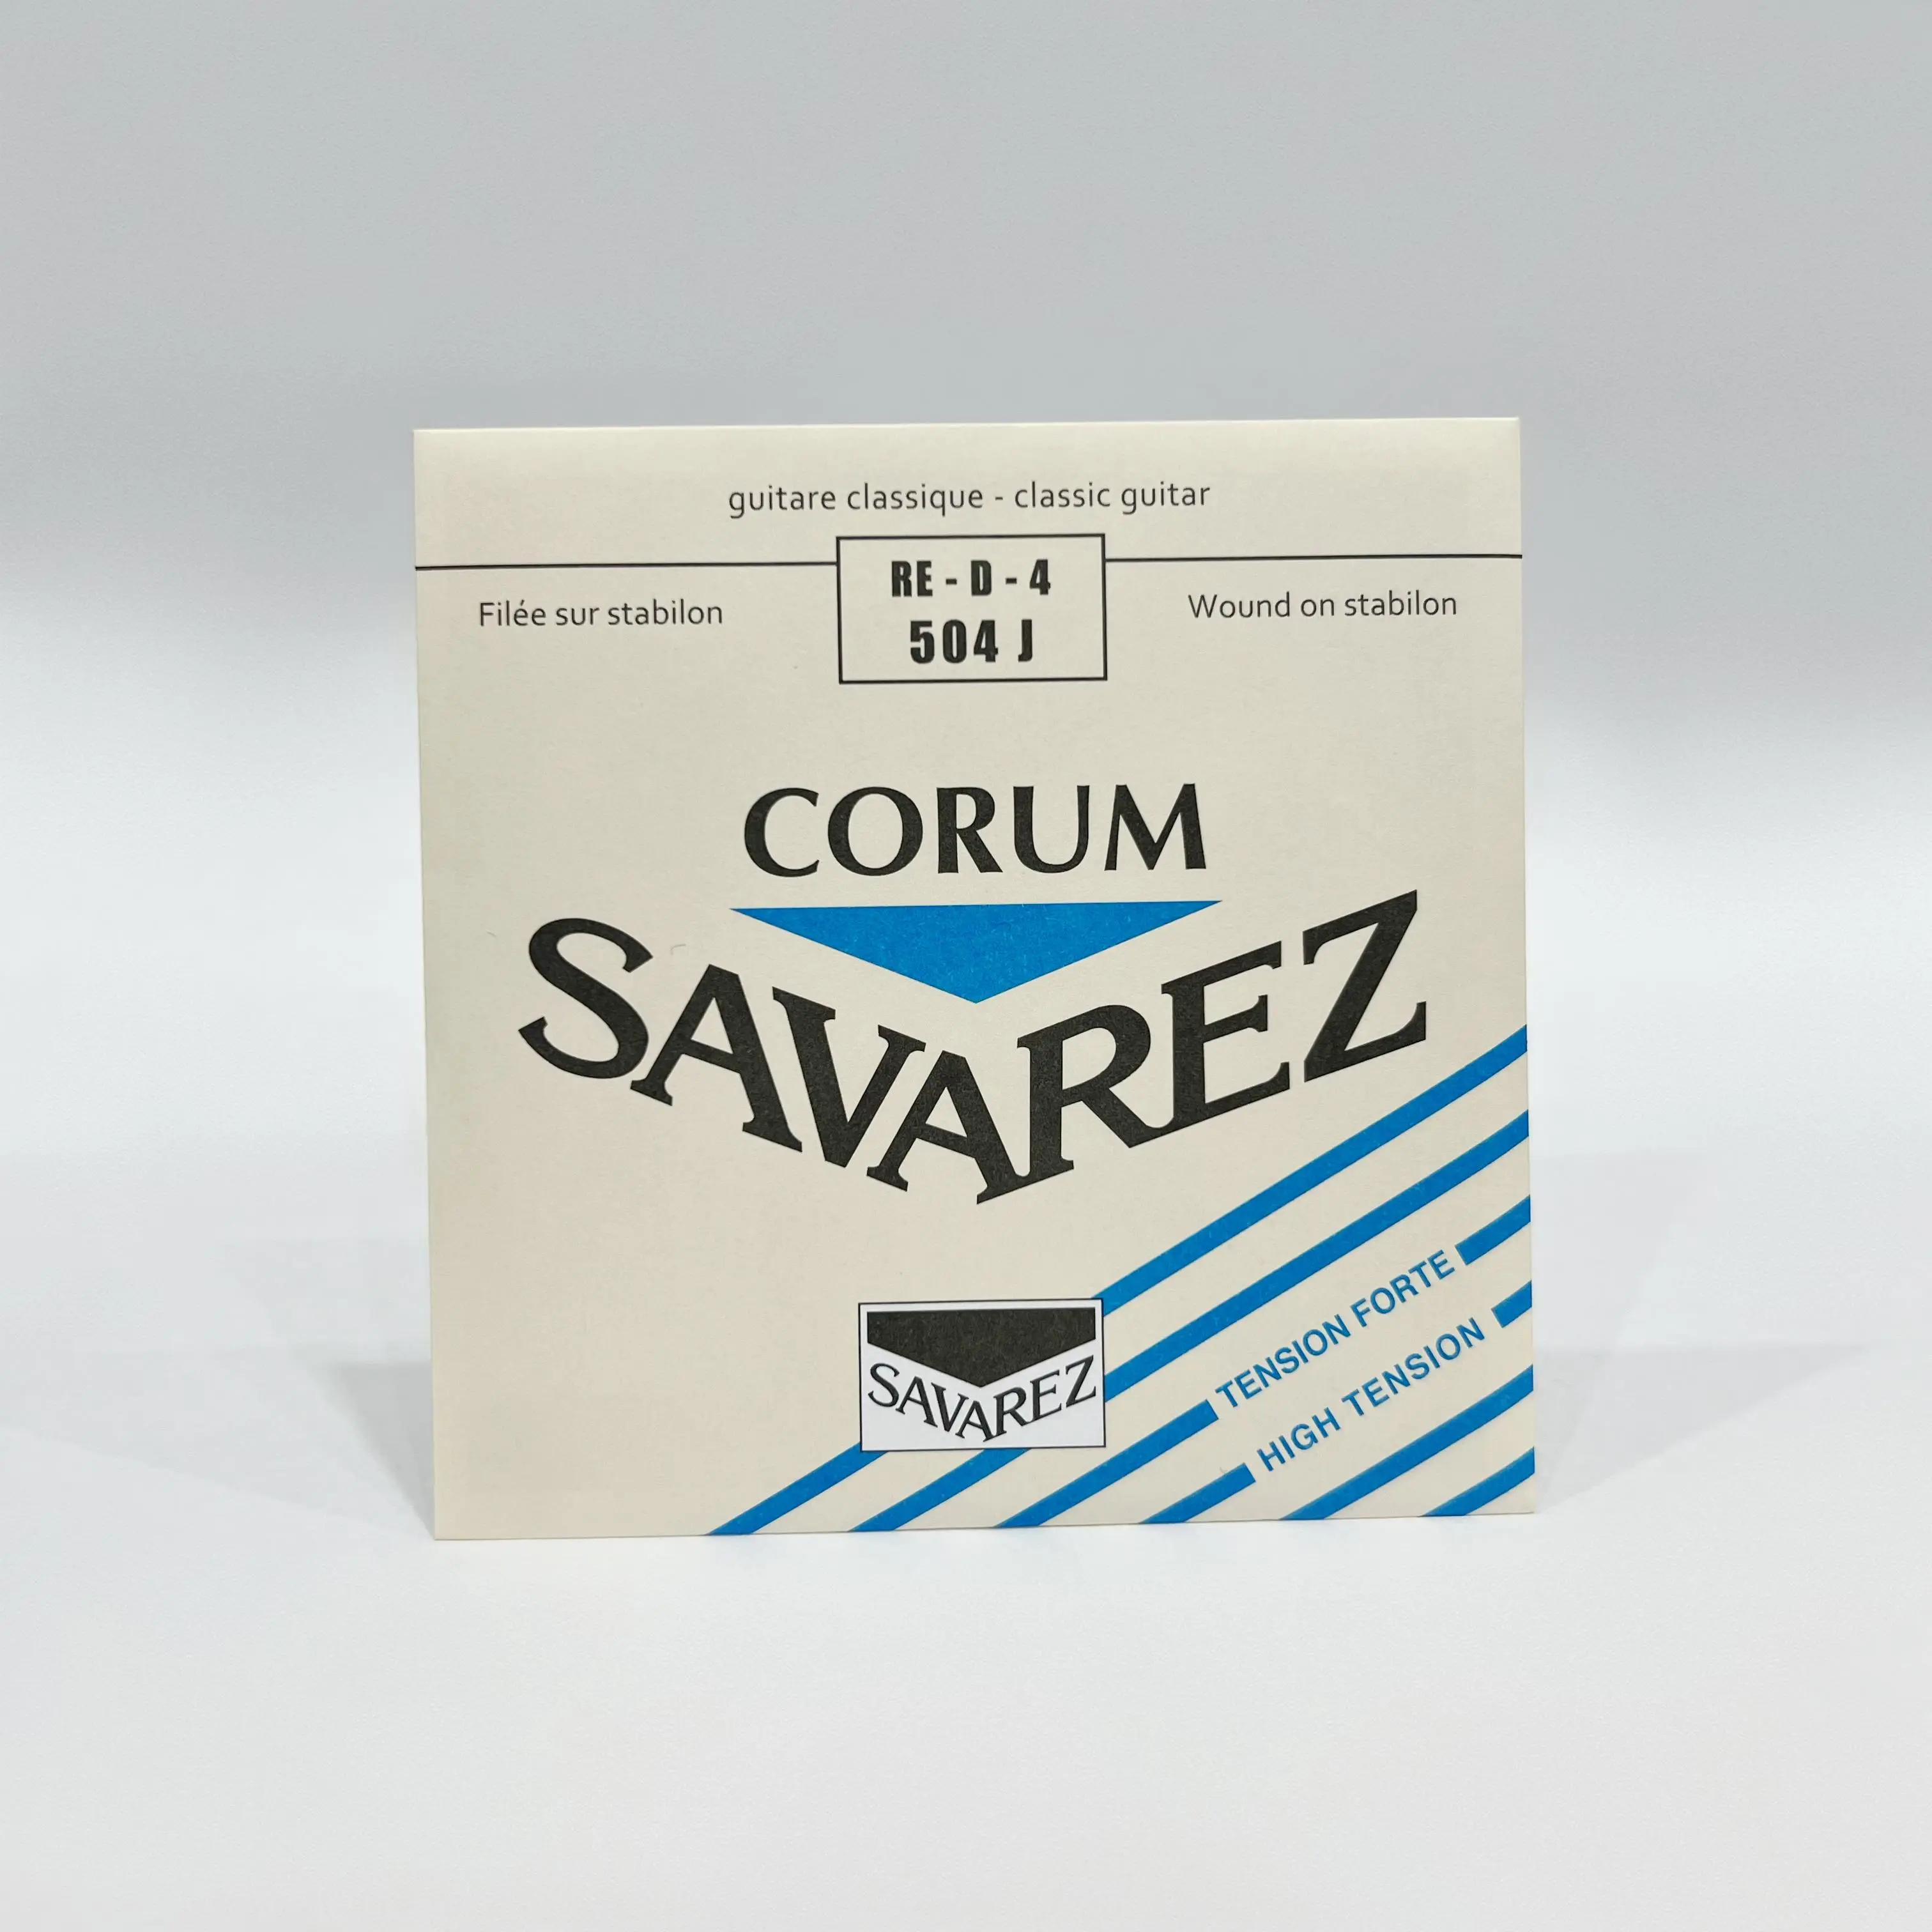 guitare classique - classic guitar
RE - D - 4
504 J
Filée sur stabilon
Wound on stabilon
CORUM
SAVAREZ
SAVAREZ
TENSION FORTE
HIGH TENSION